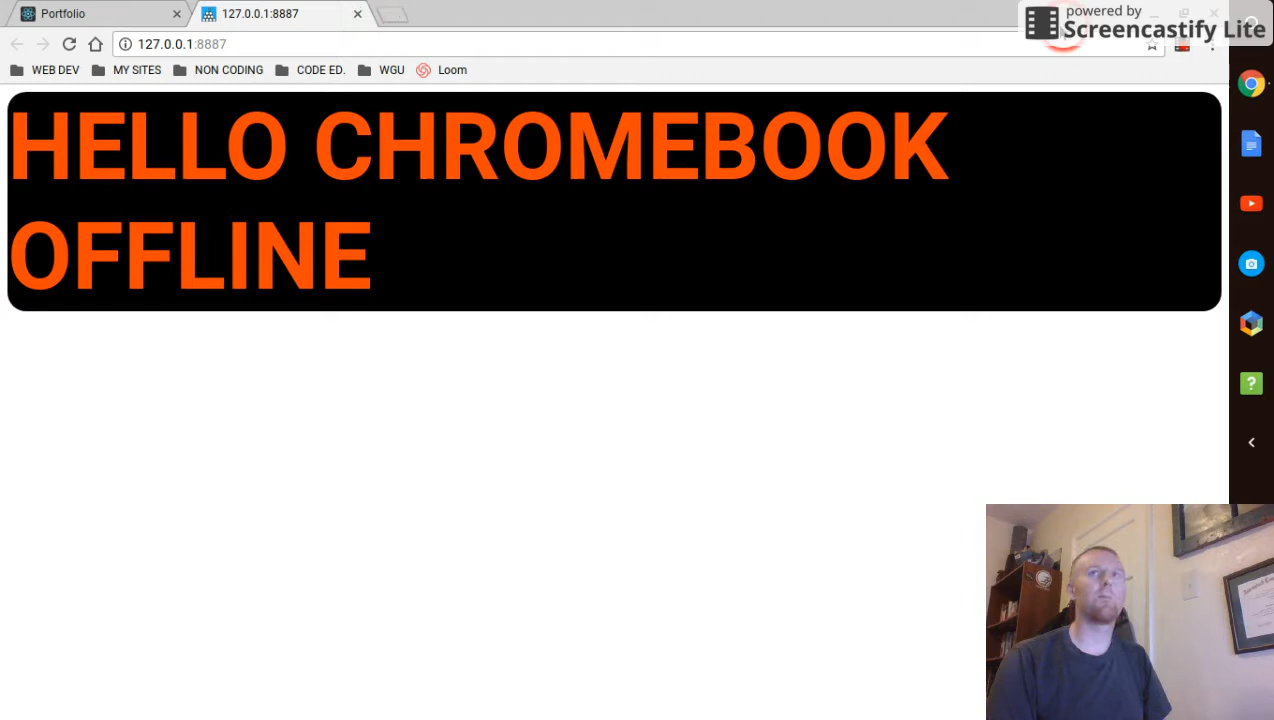 Portfolio
127.0.0.1:8887
powered by
Screencastify Lite
127.0.0.1:8887
WEB DEV
MY SITES
NON CODING
CODE ED.
WGU
Loom
HELLO CHROMEBOOK
OFFLINE
?